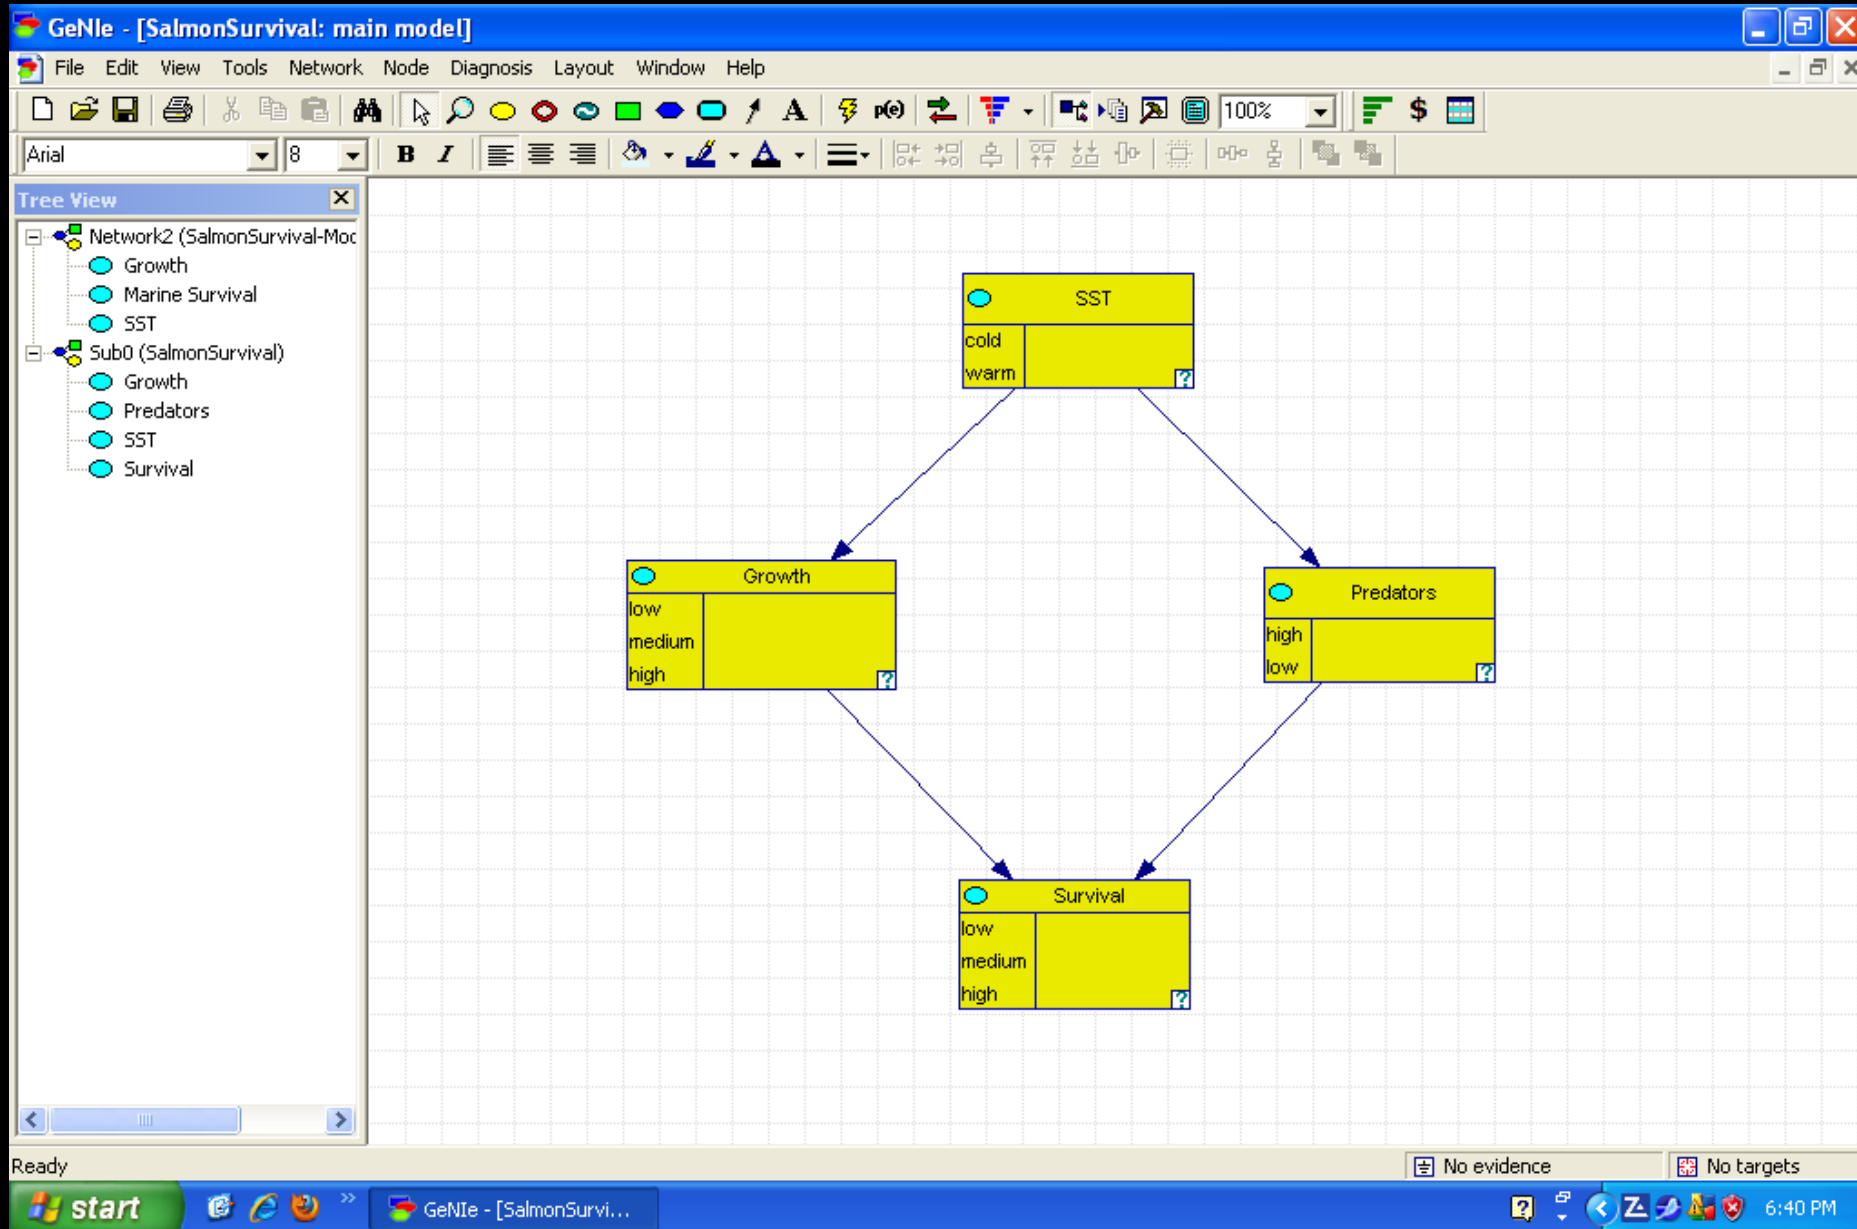 GeNIe - [SalmonSurvival: main model]
File Edit View Tools Network Node Diagnosis Layout Window Help
A p(e) 100% $
Arial 8 B I A
Tree View
Network2 (SalmonSurvival-Moc
Growth
Marine Survival
SST
Sub0 (SalmonSurvival)
Growth
Predators
SST
Survival
SST
cold
warm
?
Growth
low
medium
high
?
Predators
high
low
?
Survival
low
medium
high
?
Ready
No evidence
No targets
start
GeNIe - [SalmonSurvi...
6:40 PM